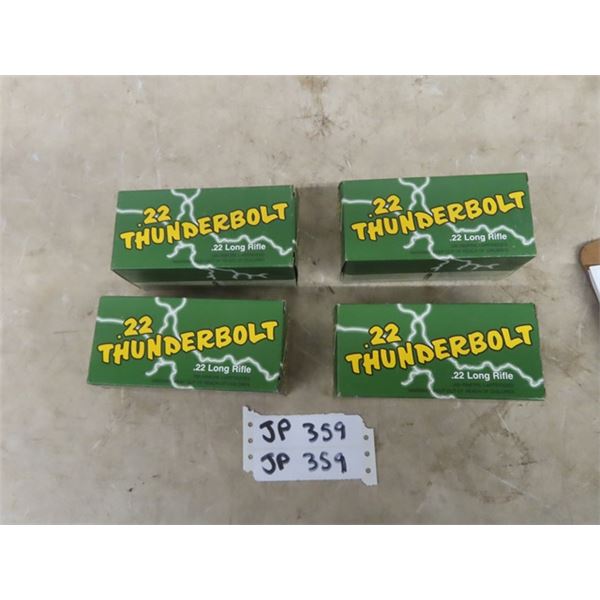 .22
THUNDERBOLT
.22 Long Rifle
.22
THUNDERBOLT
.22 Long Rifle
.22
THUNDERBOLT
.22 Long Rifle
.22
THUNDERBOLT
.22 Long Rifle
JP 359
JP 359